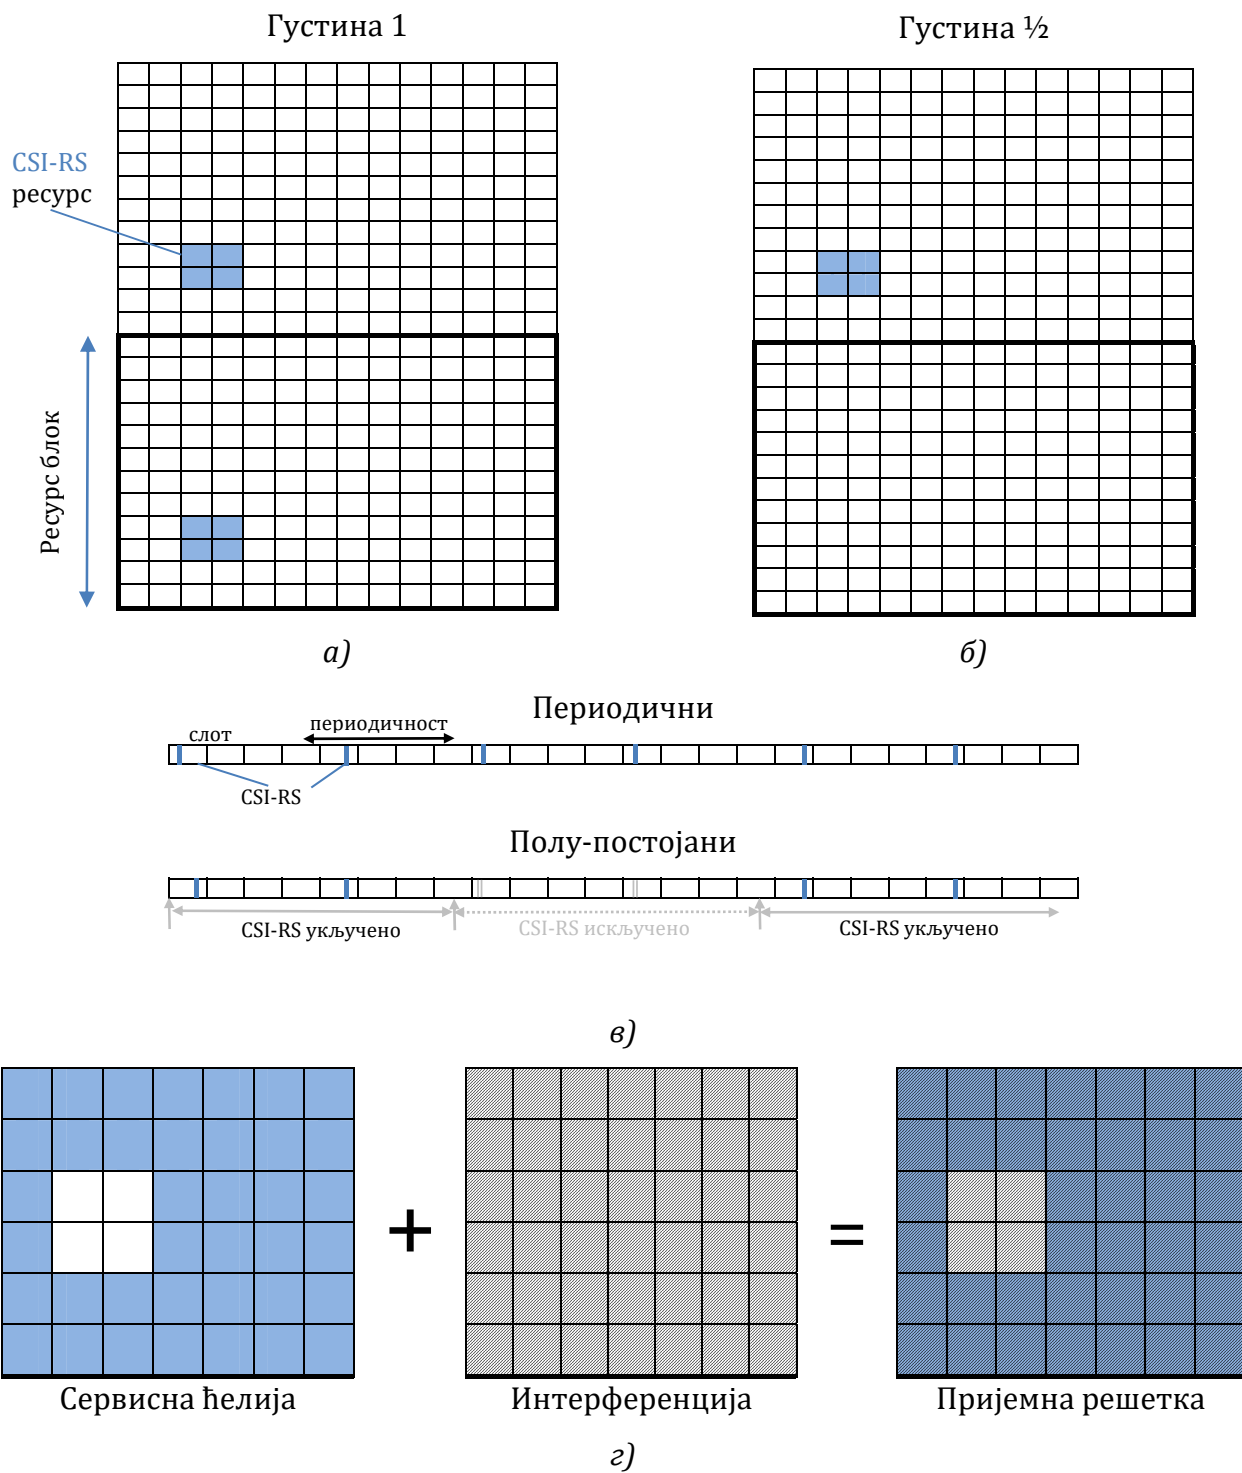 Густина 1
Густина ½
CSI-RS
ресурс
Ресурс блок
а)
б)
Периодични
слот
периодичност
CSI-RS
Полу-постојани
CSI-RS укључено
CSI-RS искључено
CSI-RS укључено
в)
+
=
Сервисна ћелија
Интерференција
Пријемна решетка
г)